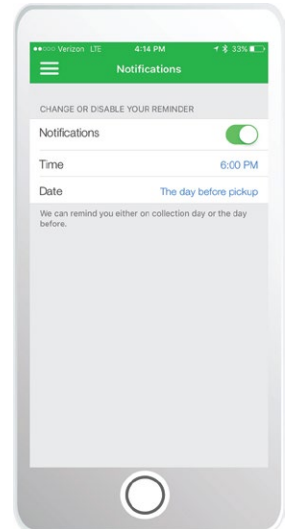 Verizon LTE 4:14 PM 33%
Notifications
CHANGE OR DISABLE YOUR REMINDER
Notifications
Time 6:00 PM
Date The day before pickup
We can remind you either on collection day or the day
before.